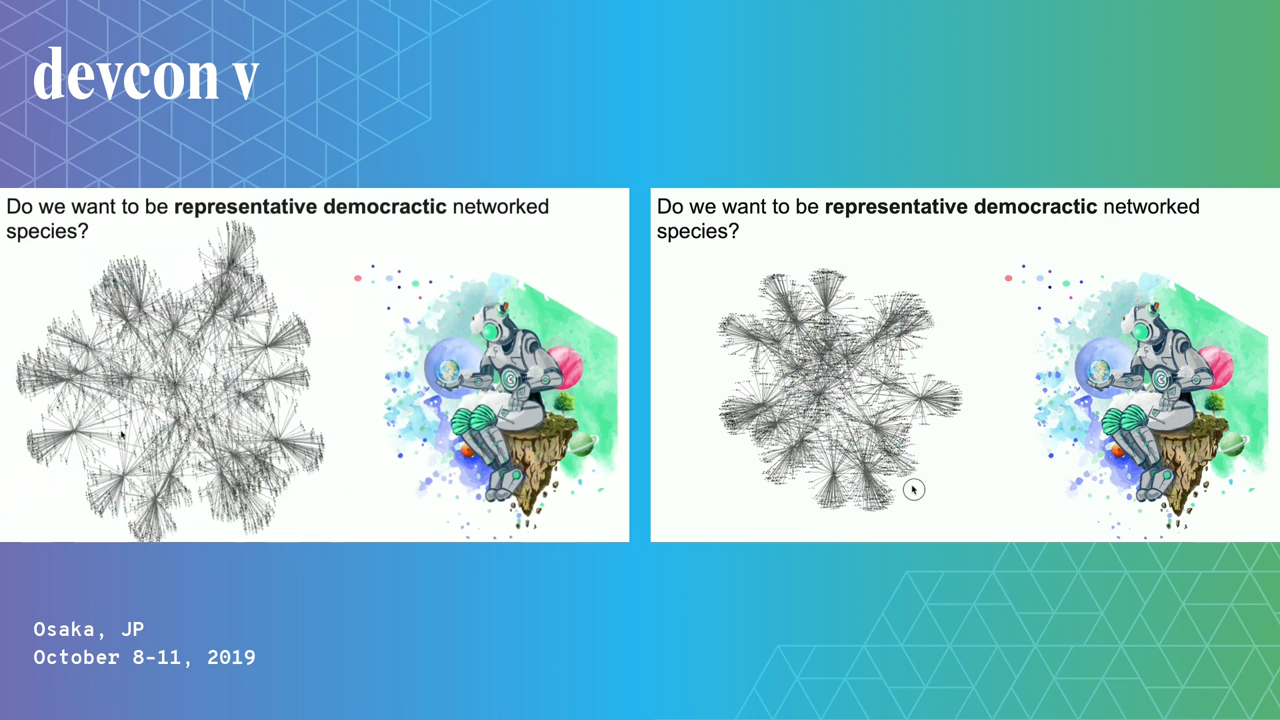 devcon v
Do we want to be representative democractic networked
species?
Do we want to be representative democractic networked
species?
Osaka, JP
October 8-11, 2019